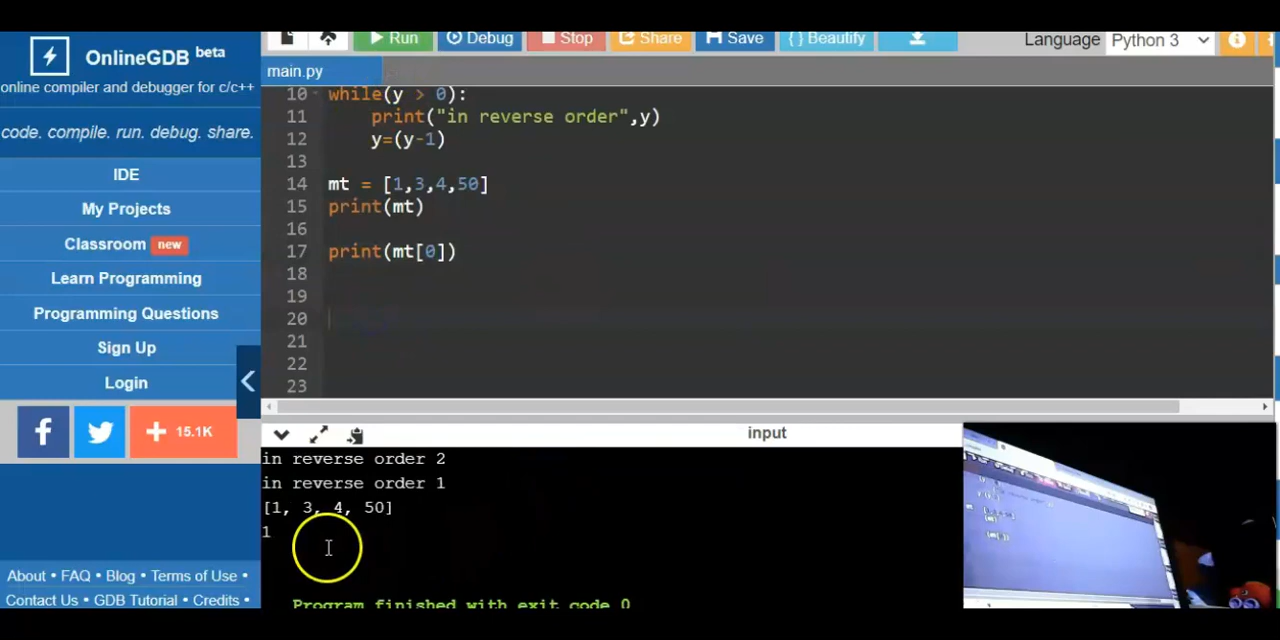 OnlineGDB beta
online compiler and debugger for c/c++
code. compile. run. debug. share.
IDE
My Projects
Classroom new
Learn Programming
Programming Questions
Sign Up
Login
15.1K
About • FAQ • Blog • Terms of Use •
Contact Us • GDB Tutorial • Credits •
Run Debug Stop Share Save { } Beautify Language Python 3
main.py
10 while(y > 0):
11 print("in reverse order",y)
12 y=(y-1)
13
14 mt = [1,3,4,50]
15 print(mt)
16
17 print(mt[0])
18
19
20
21
22
23
input
in reverse order 2
in reverse order 1
[1, 3, 4, 50]
1
Program finished with exit code 0